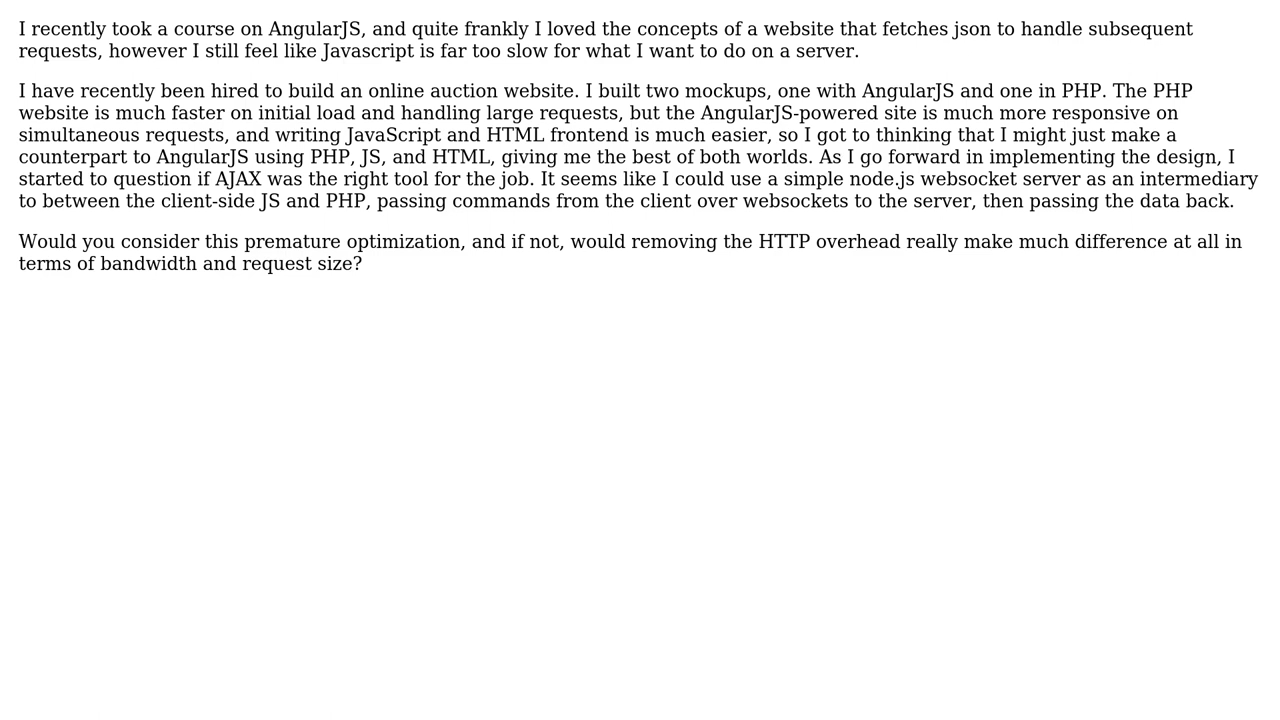 I recently took a course on AngularJS, and quite frankly I loved the concepts of a website that fetches json to handle subsequent
requests, however I still feel like Javascript is far too slow for what I want to do on a server.
I have recently been hired to build an online auction website. I built two mockups, one with AngularJS and one in PHP. The PHP
website is much faster on initial load and handling large requests, but the AngularJS-powered site is much more responsive on
simultaneous requests, and writing JavaScript and HTML frontend is much easier, so I got to thinking that I might just make a
counterpart to AngularJS using PHP, JS, and HTML, giving me the best of both worlds. As I go forward in implementing the design, I
started to question if AJAX was the right tool for the job. It seems like I could use a simple node.js websocket server as an intermediary
to between the client-side JS and PHP, passing commands from the client over websockets to the server, then passing the data back.
Would you consider this premature optimization, and if not, would removing the HTTP overhead really make much difference at all in
terms of bandwidth and request size?